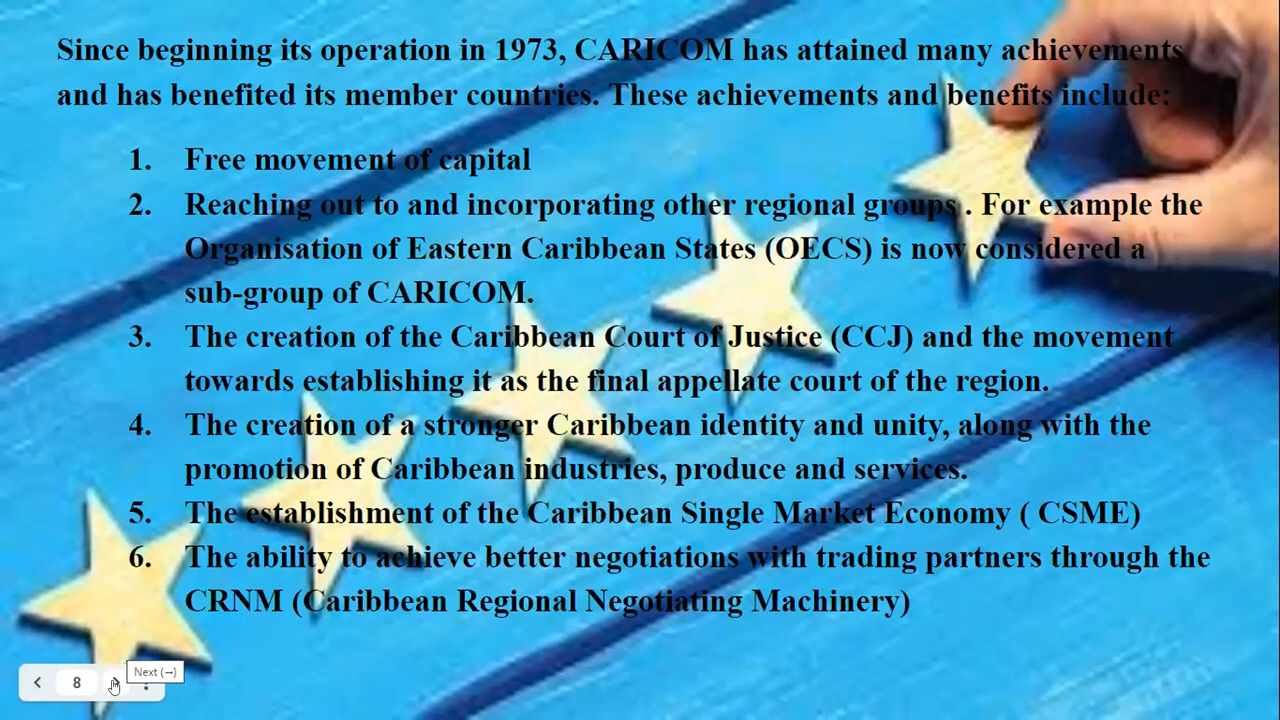 Since beginning its operation in 1973, CARICOM has attained many achievements
and has benefited its member countries. These achievements and benefits include:
1. Free movement of capital
2. Reaching out to and incorporating other regional groups . For example the
Organisation of Eastern Caribbean States (OECS) is now considered a
sub-group of CARICOM.
3. The creation of the Caribbean Court of Justice (CCJ) and the movement
towards establishing it as the final appellate court of the region.
4. The creation of a stronger Caribbean identity and unity, along with the
promotion of Caribbean industries, produce and services.
5. The establishment of the Caribbean Single Market Economy ( CSME)
6. The ability to achieve better negotiations with trading partners through the
CRNM (Caribbean Regional Negotiating Machinery)
Next (→)
8